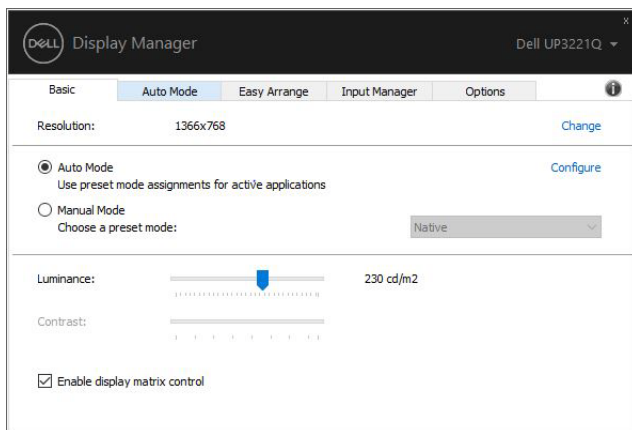 x
DELL Display Manager Dell UP3221Q
Basic Auto Mode Easy Arrange Input Manager Options i
Resolution: 1366x768 Change
Auto Mode Configure
Use preset mode assignments for active applications
Manual Mode
Choose a preset mode: Native
Luminance: 230 cd/m2
Contrast:
Enable display matrix control